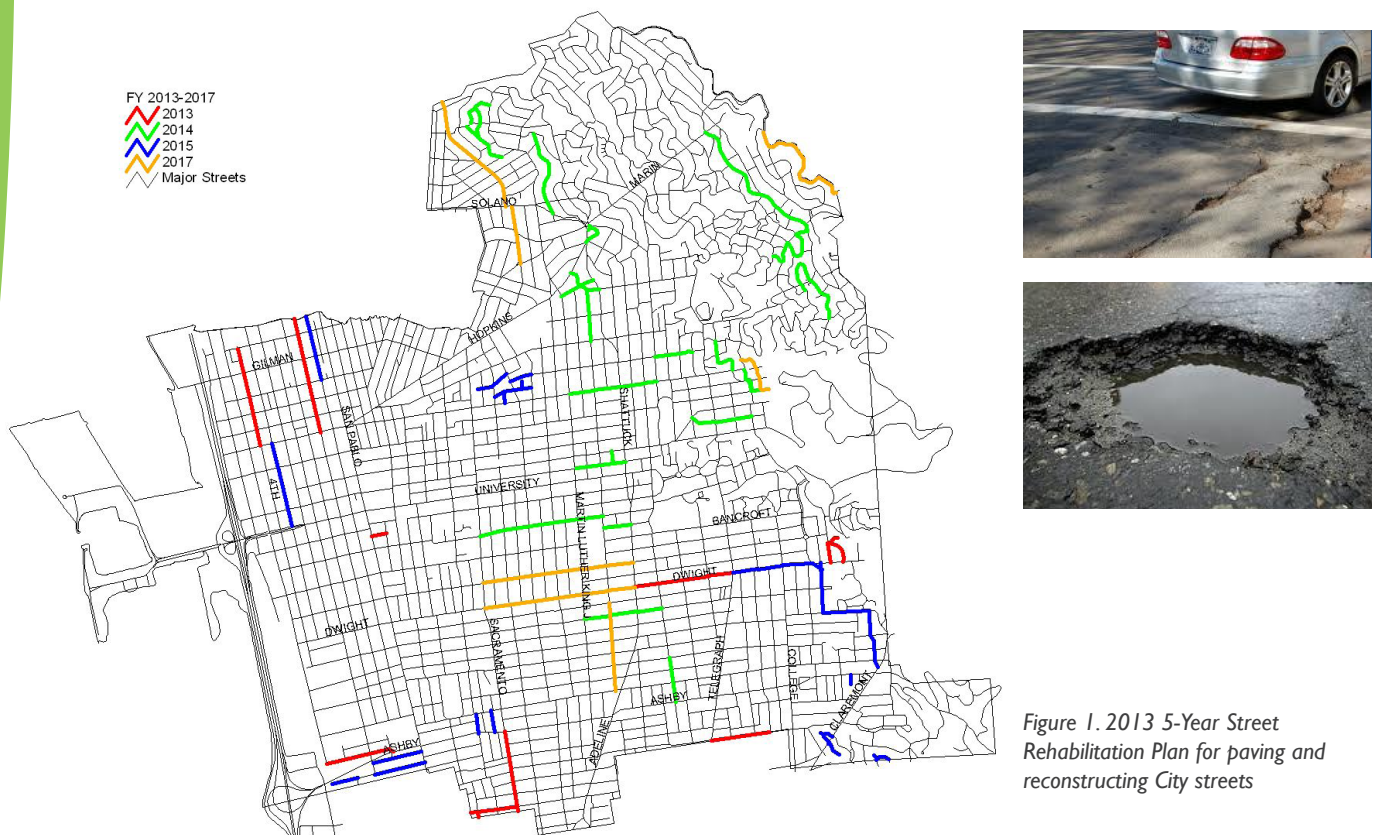 FY 2013-2017
2013
2014
2015
2017
Major Streets
MARIN
SOLANO
HOPKINS
GILMAN
SAN PABLO
SHATTUCK
4TH
UNIVERSITY
MARTIN LUTHER KING J
BANCROFT
DWIGHT
DWIGHT
SACRAMENTO
TELEGRAPH
COLLEGE
ASHBY
CLAREMONT
ADELINE
ASHBY
Figure 1. 2013 5-Year Street
Rehabilitation Plan for paving and
reconstructing City streets